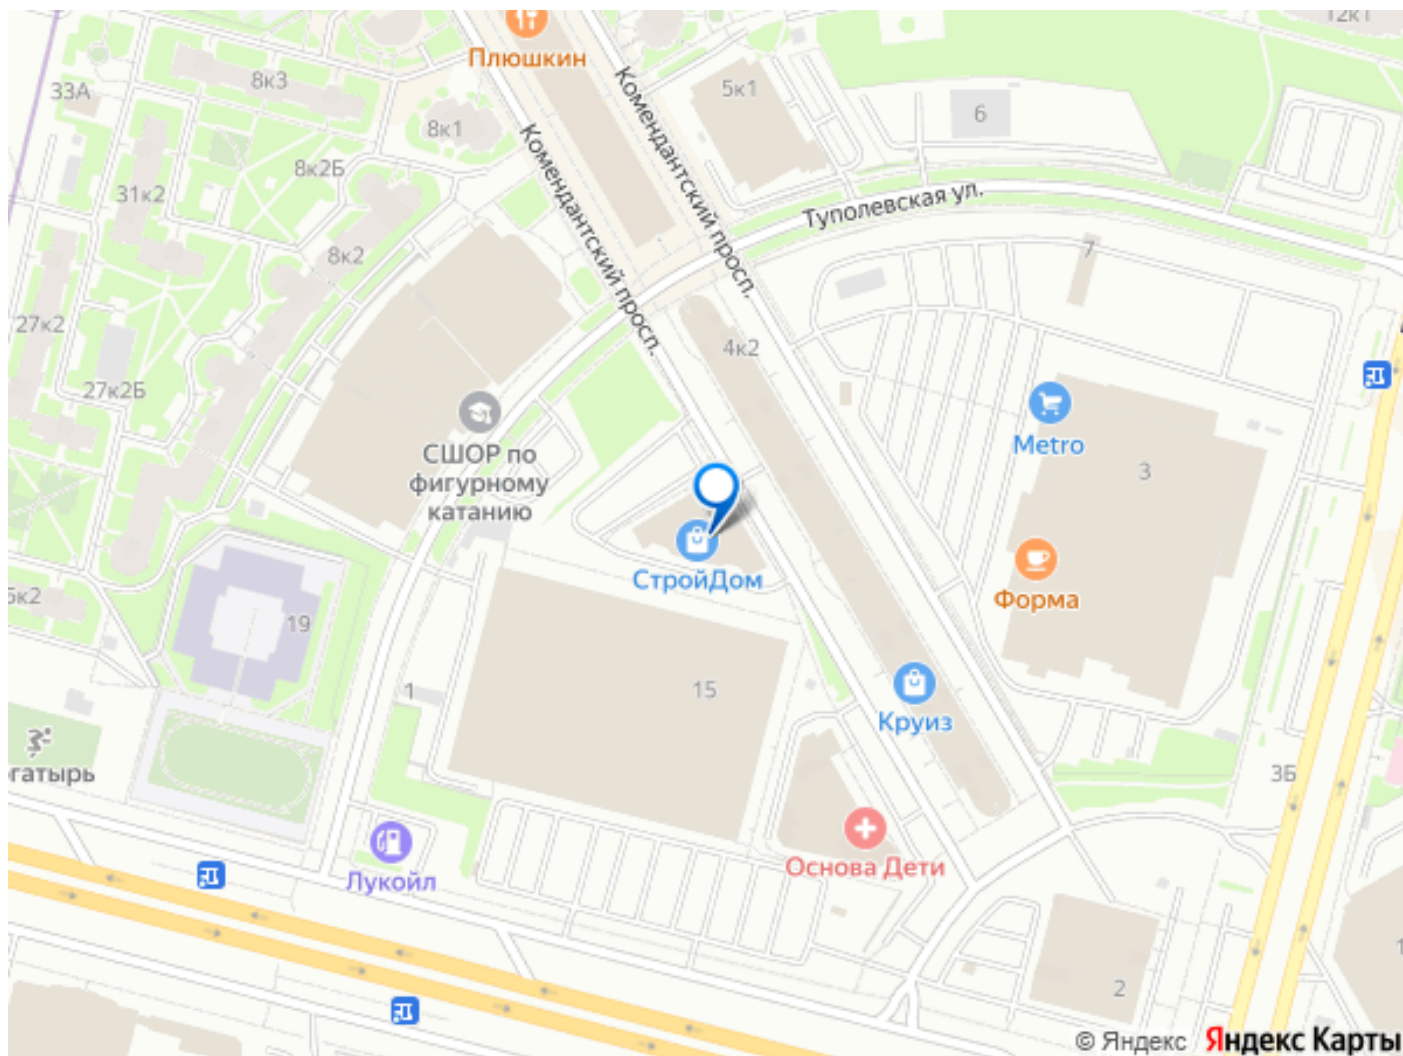 12к1
Плюшкин
8к3
33А
5к1
6
8к1
Комендантский просп.
Комендантский просп.
8к2Б
31к2
Туполевская ул.
7
8к2
27к2
4к2
27к2Б
Metro
СШОР по
фигурному
катанию
3
СтройДом
Форма
19
15
1
Круиз
3Б
гатырь
Основа Дети
Лукойл
2
© Яндекс
Яндекс Карты